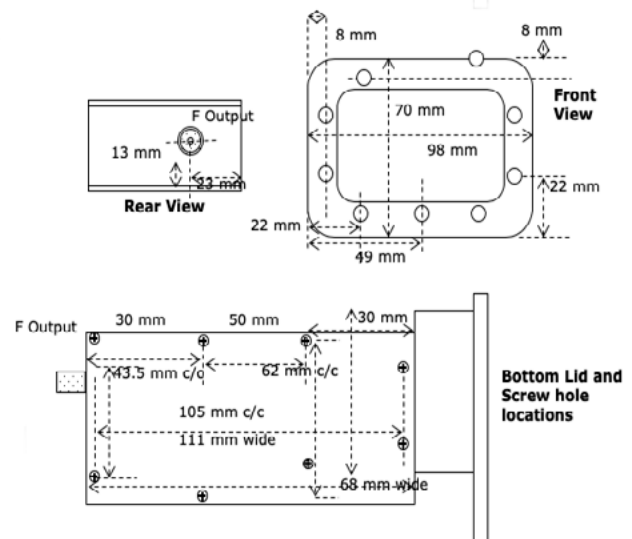 8 mm
8 mm
Front
View
F Output
70 mm
98 mm
13 mm
23 mm
22 mm
Rear View
22 mm
49 mm
F Output
30 mm
50 mm
30 mm
43.5 mm c/c
62 mm c/c
Bottom Lid and
Screw hole
locations
105 mm c/c
111 mm wide
68 mm wide